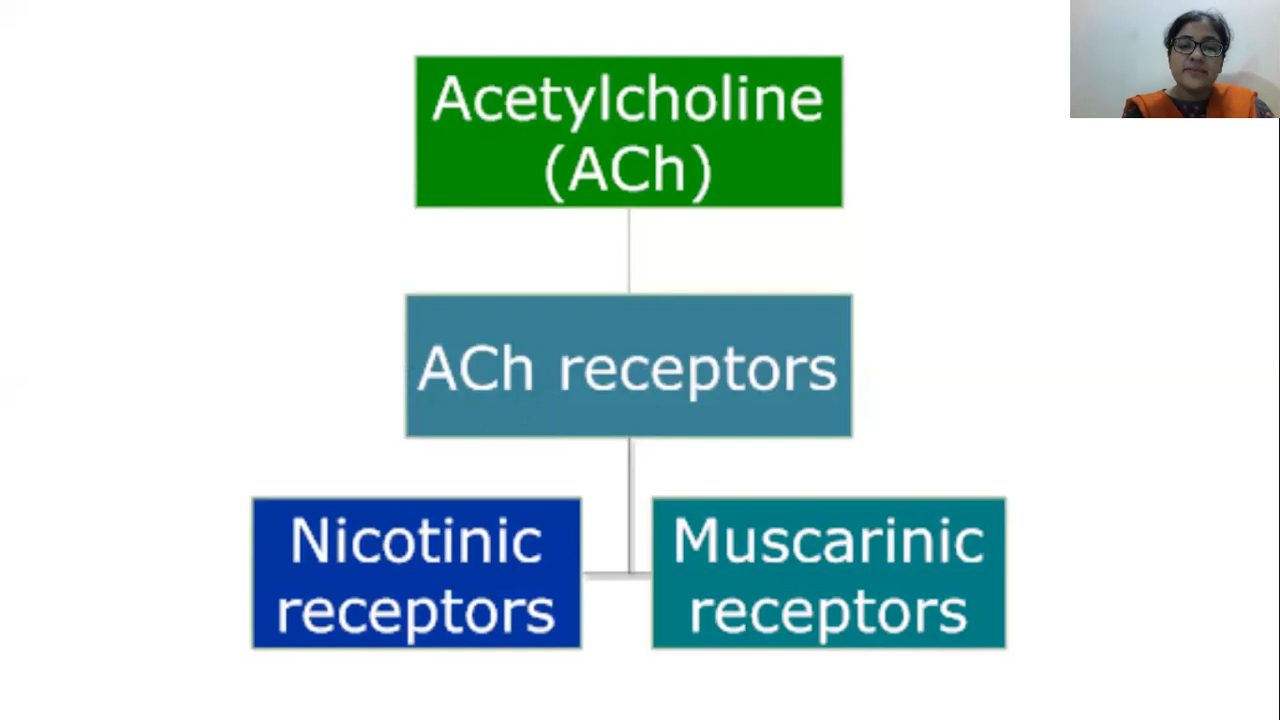 Acetylcholine
(ACh)
ACh receptors
Nicotinic
receptors
Muscarinic
receptors